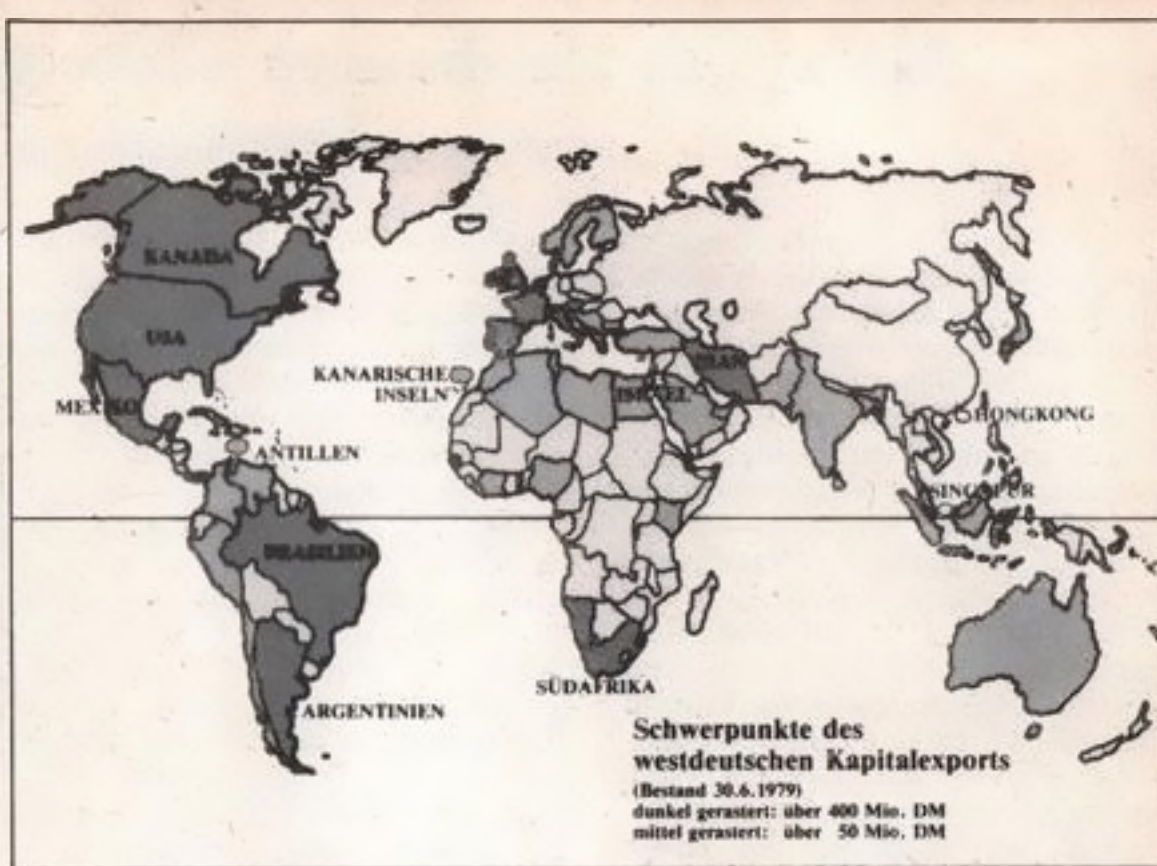 KANADA
USA
MEXIKO
KANARISCHE
INSELN
ANTILLEN
BRASILIEN
ARGENTINIEN
IRAN
ISRAEL
HONGKONG
SINGAPUR
SÜDAFRIKA
Schwerpunkte des
westdeutschen Kapitalexports
(Bestand 30.6.1979)
dunkel gerastert: über 400 Mio. DM
mittel gerastert: über 50 Mio. DM